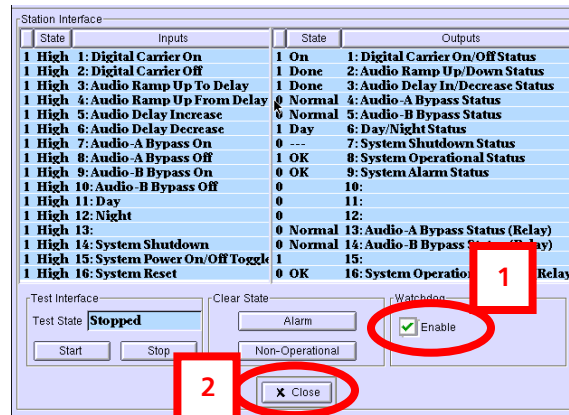 Station Interface
State Inputs State Outputs
1 High 1: Digital Carrier On 1 On 1: Digital Carrier On/Off Status
1 High 2: Digital Carrier Off 1 Done 2: Audio Ramp Up/Down Status
1 High 3: Audio Ramp Up To Delay 1 Done 3: Audio Delay In/Decrease Status
1 High 4: Audio Ramp Up From Delay 0 Normal 4: Audio-A Bypass Status
1 High 5: Audio Delay Increase 0 Normal 5: Audio-B Bypass Status
1 High 6: Audio Delay Decrease 1 Day 6: Day/Night Status
1 High 7: Audio-A Bypass On 0 --- 7: System Shutdown Status
1 High 8: Audio-A Bypass Off 1 OK 8: System Operational Status
1 High 9: Audio-B Bypass On 0 OK 9: System Alarm Status
1 High 10: Audio-B Bypass Off 0 10:
1 High 11: Day 0 11:
1 High 12: Night 0 12:
1 High 13: 0 Normal 13: Audio-A Bypass Status (Relay)
1 High 14: System Shutdown 0 Normal 14: Audio-B Bypass Status (Relay)
1 High 15: System Power On/Off Toggle 1 15:
1 High 16: System Reset 0 OK 16: System Operatio Relay
1
Test Interface Clear State Watchdog
Test State Stopped Alarm Enable
Start Stop Non-Operational
2 X Close